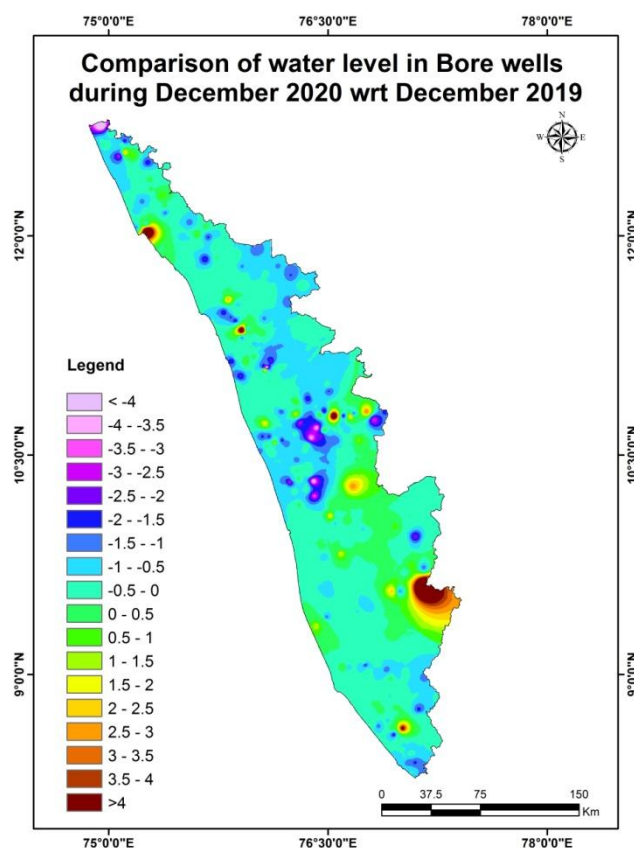 75°0'0"E
76°30'0"E
78°0'0"E
Comparison of water level in Bore wells
during December 2020 wrt December 2019
N
W E
S
12°0'0"N
12°0'0"N
Legend
< -4
-4 - -3.5
-3.5 - -3
-3 - -2.5
-2.5 - -2
-2 - -1.5
-1.5 - -1
-1 - -0.5
-0.5 - 0
0 - 0.5
0.5 - 1
1 - 1.5
1.5 - 2
2 - 2.5
2.5 - 3
3 - 3.5
3.5 - 4
>4
10°30'0"N
10°30'0"N
9°0'0"N
9°0'0"N
0 37.5 75 150
Km
75°0'0"E
76°30'0"E
78°0'0"E